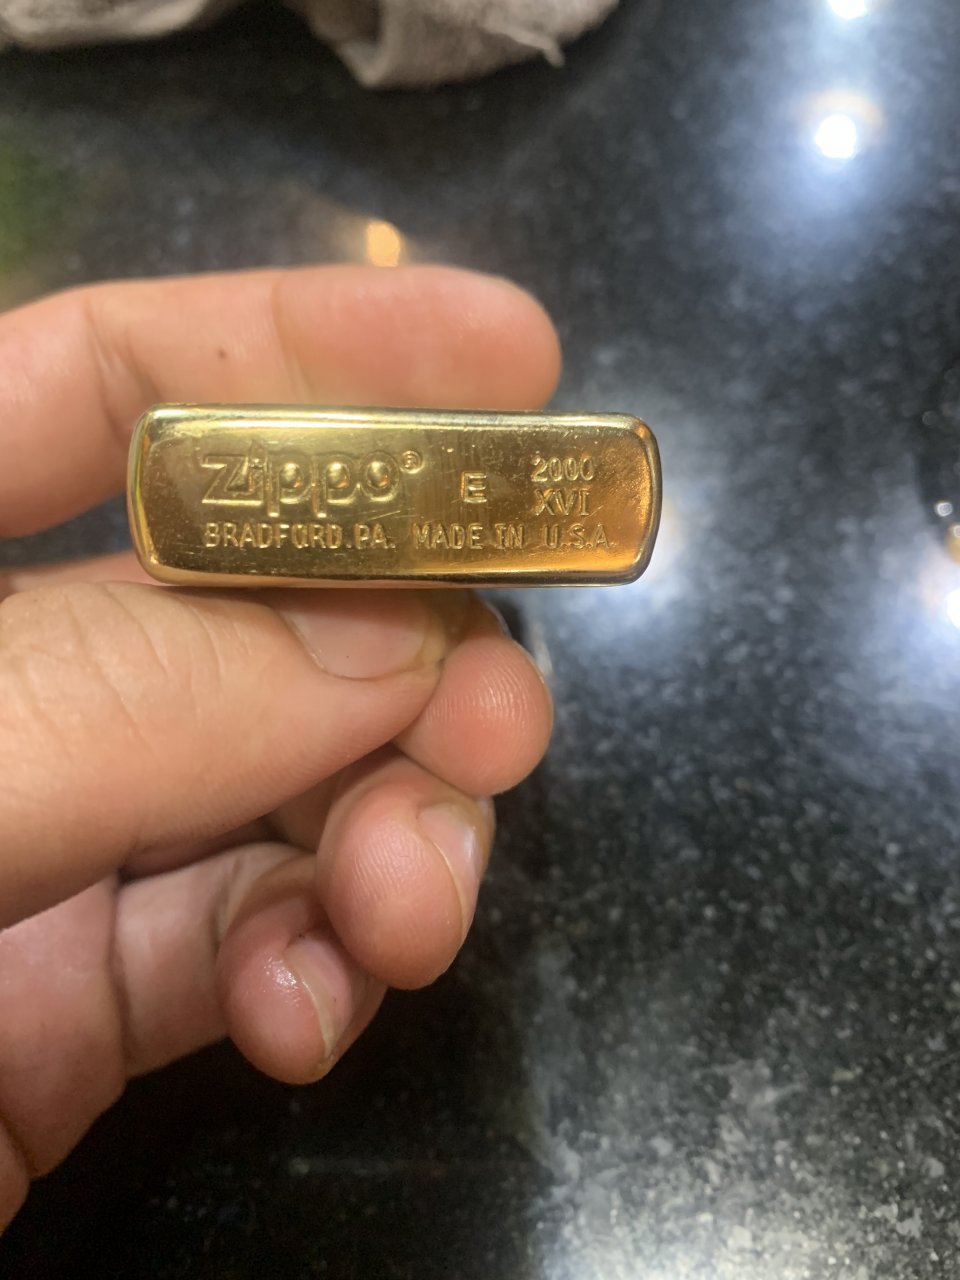 Zippo® E 2000
XVI
BRADFORD.PA. MADE IN U.S.A.